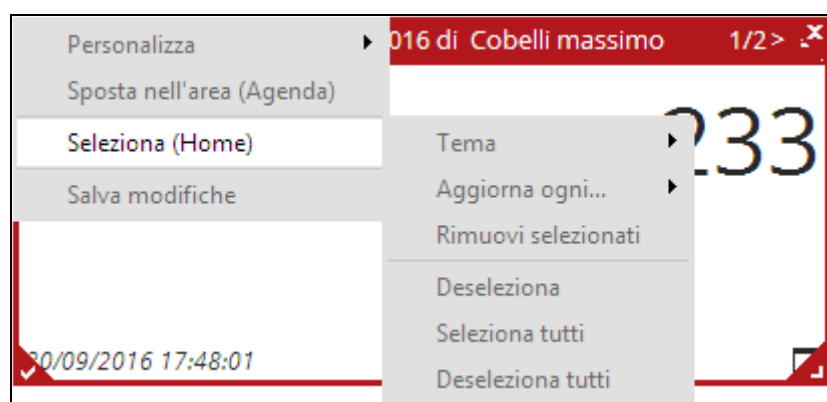 Personalizza
016 di Cobelli massimo 1/2 > x
Sposta nell'area (Agenda)
Seleziona (Home)
233
Tema
Salva modifiche
Aggiorna ogni...
Rimuovi selezionati
Deseleziona
Seleziona tutti
0/09/2016 17:48:01
Deseleziona tutti